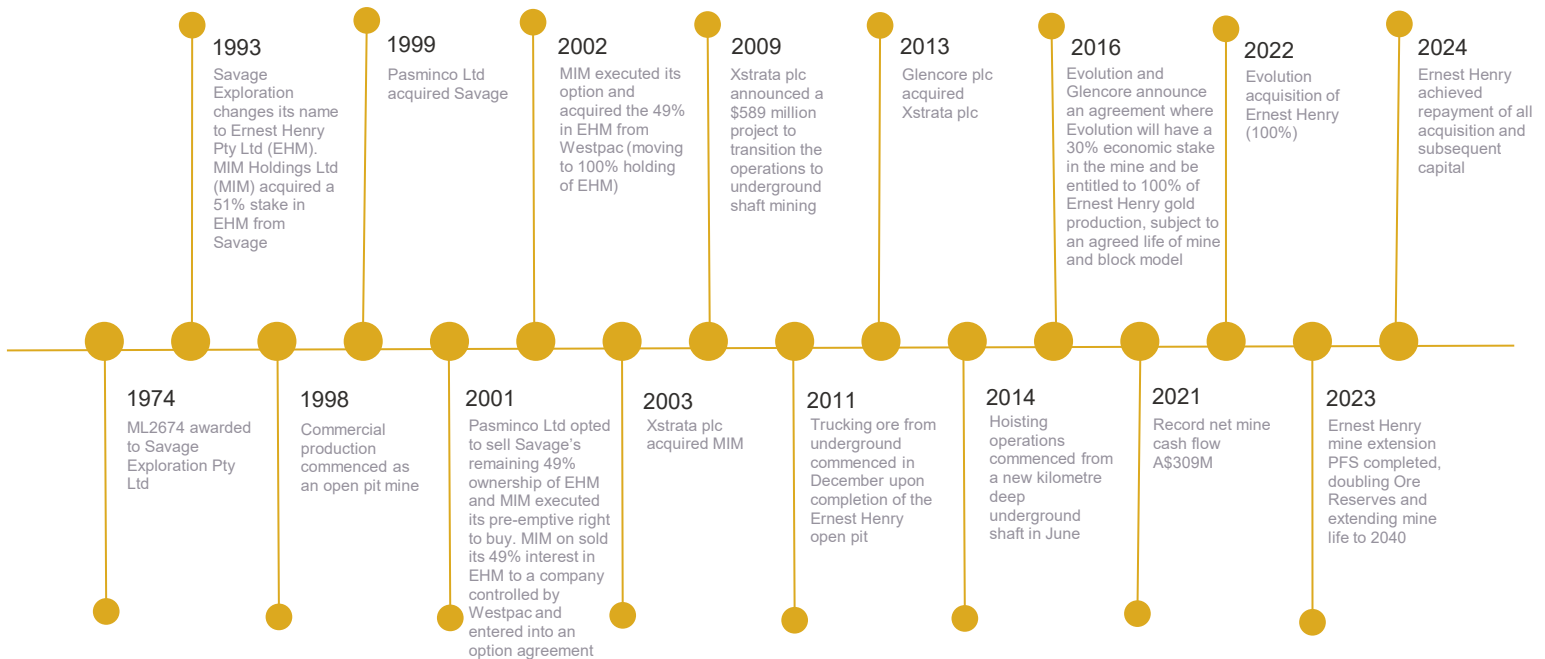 1993
Savage
Exploration
changes its name
to Ernest Henry
Pty Ltd (EHM).
MIM Holdings Ltd
(MIM) acquired a
51% stake in
EHM from
Savage
1999
Pasminco Ltd
acquired Savage
2002
MIM executed its
option and
acquired the 49%
in EHM from
Westpac (moving
to 100% holding
of EHM)
2009
Xstrata plc
announced a
$589 million
project to
transition the
operations to
underground
shaft mining
2013
Glencore plc
acquired
Xstrata plc
2016
Evolution and
Glencore announce
an agreement where
Evolution will have a
30% economic stake
in the mine and be
entitled to 100% of
Ernest Henry gold
production, subject to
an agreed life of mine
and block model
2022
Evolution
acquisition of
Ernest Henry
(100%)
2024
Ernest Henry
achieved
repayment of all
acquisition and
subsequent
capital
1974
ML2674 awarded
to Savage
Exploration Pty
Ltd
1998
Commercial
production
commenced as
an open pit mine
2001
Pasminco Ltd opted
to sell Savage’s
remaining 49%
ownership of EHM
and MIM executed
its pre-emptive right
to buy. MIM on sold
its 49% interest in
EHM to a company
controlled by
Westpac and
entered into an
option agreement
2003
Xstrata plc
acquired MIM
2011
Trucking ore from
underground
commenced in
December upon
completion of the
Ernest Henry
open pit
2014
Hoisting
operations
commenced from
a new kilometre
deep
underground
shaft in June
2021
Record net mine
cash flow
A$309M
2023
Ernest Henry
mine extension
PFS completed,
doubling Ore
Reserves and
extending mine
life to 2040